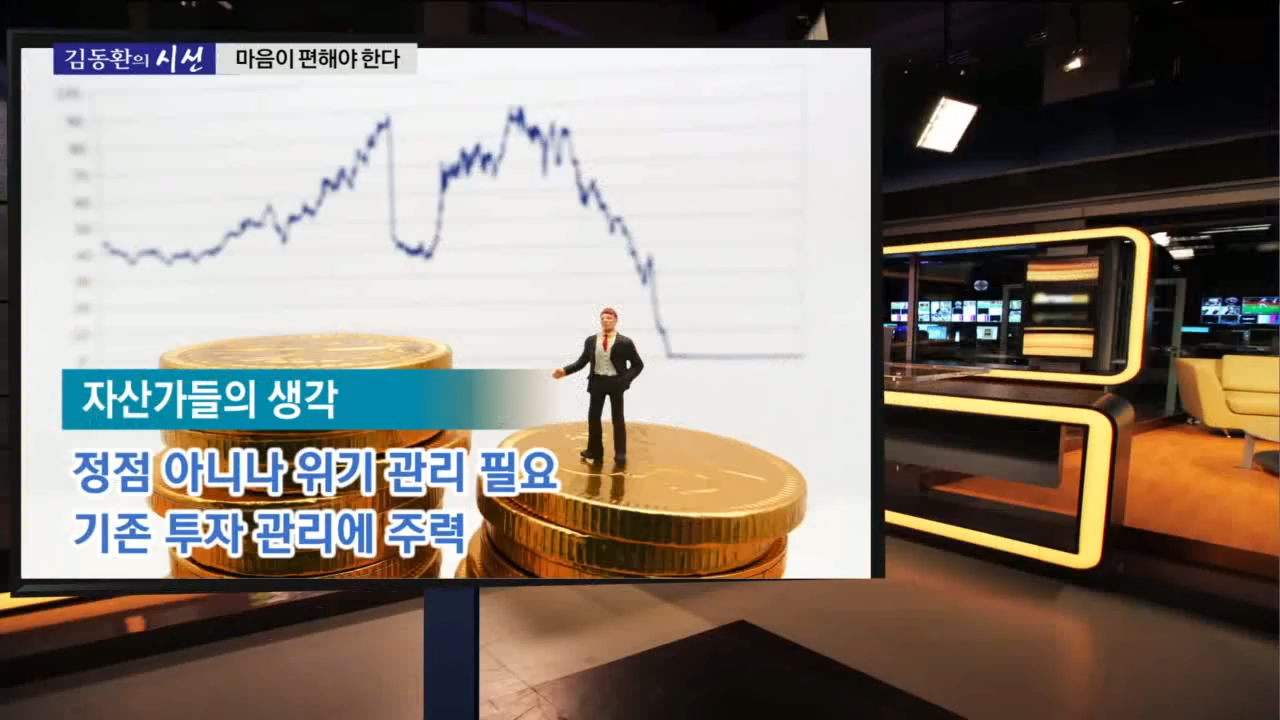 김동환의 시선 마음이 편해야 한다
자산가들의 생각
정점 아니나 위기 관리 필요
기존 투자 관리에 주력